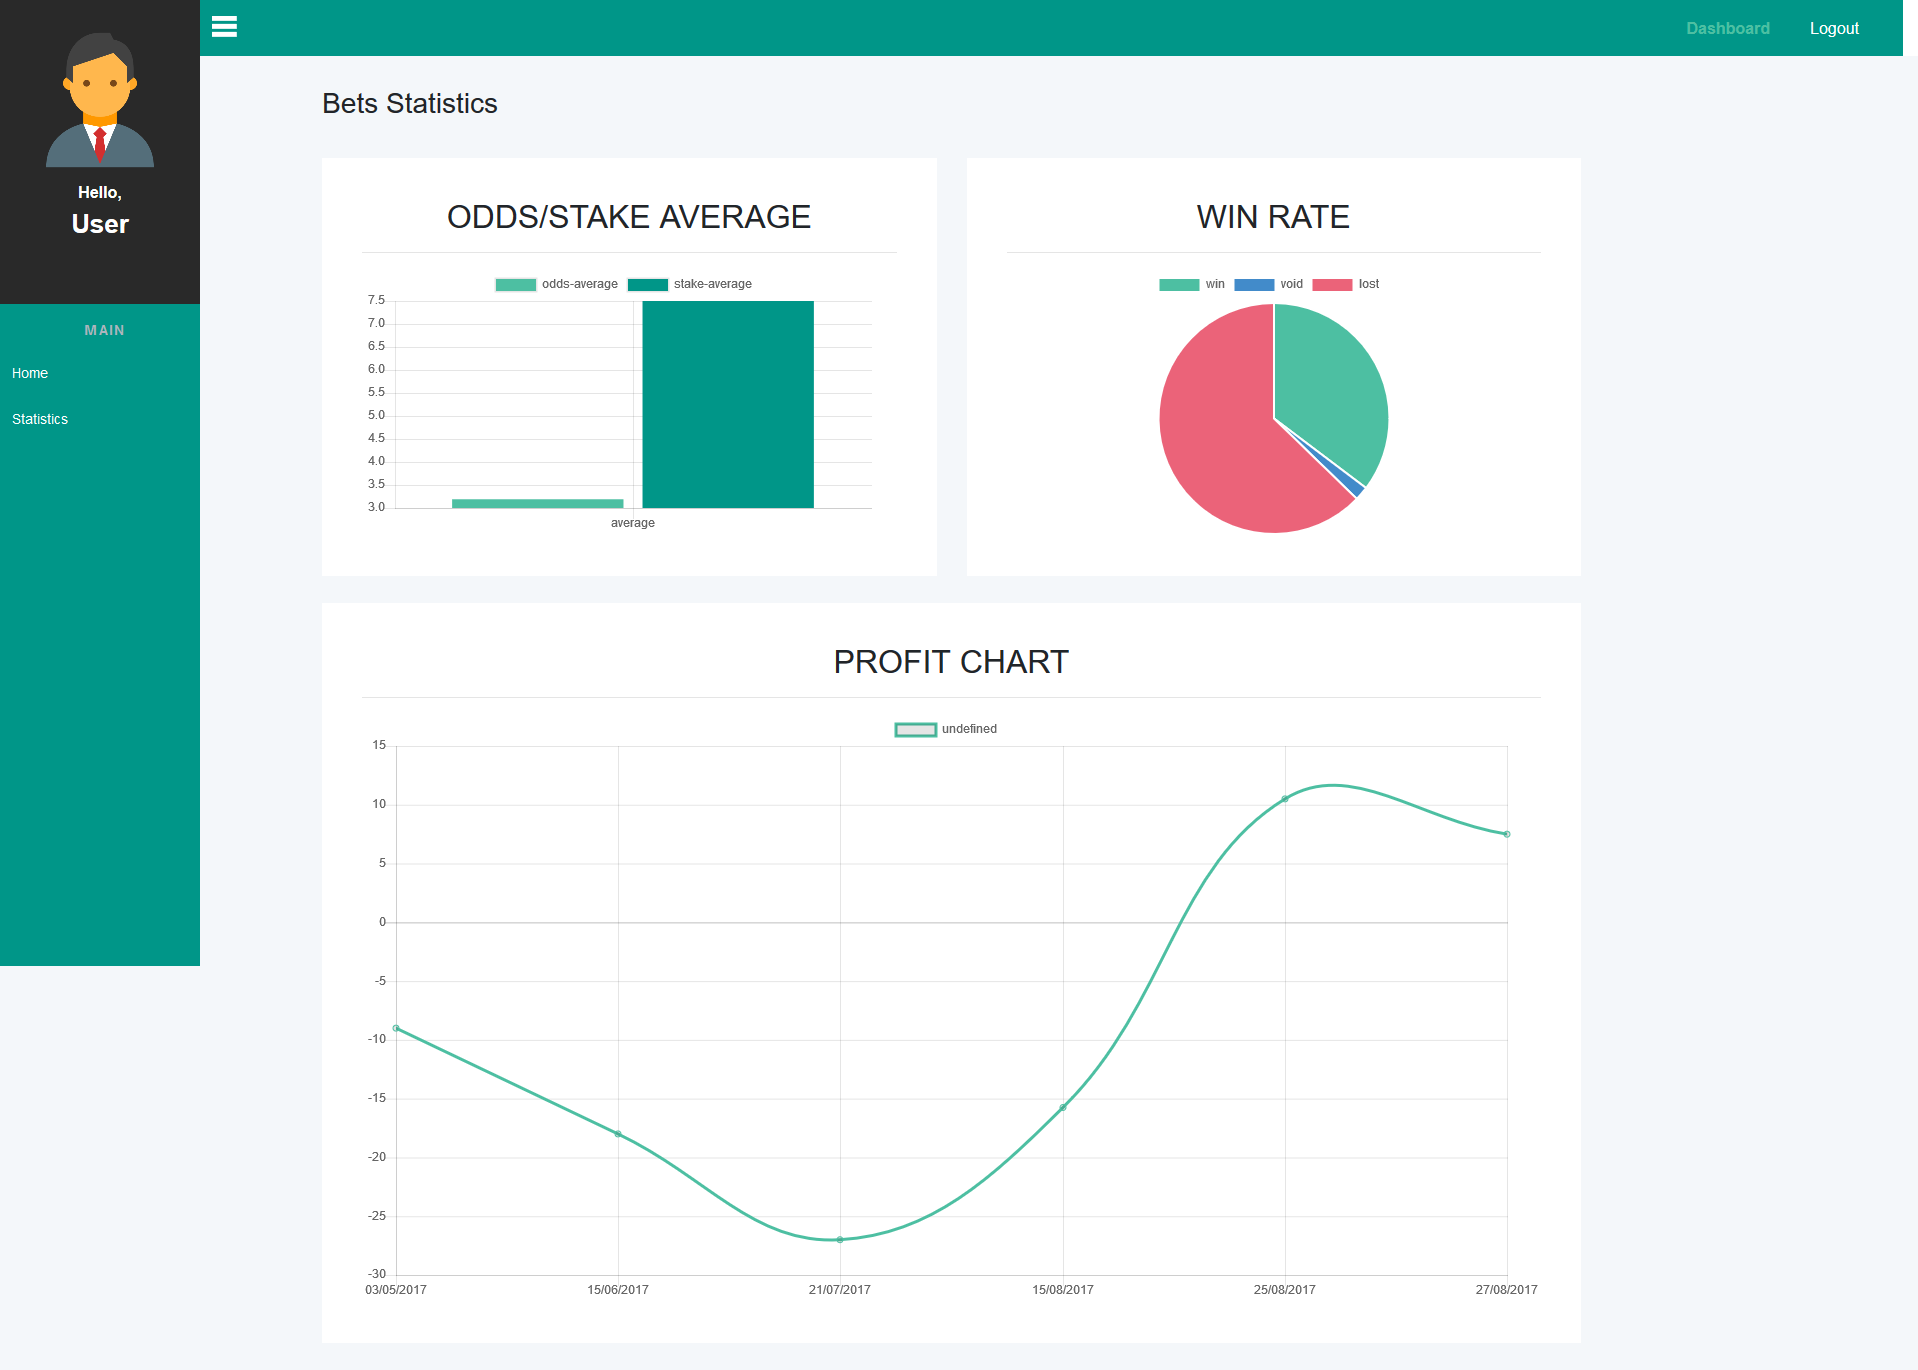 Dashboard
Logout
Hello,
User
MAIN
Home
Statistics
Bets Statistics
ODDS/STAKE AVERAGE
odds-average stake-average
7.5
7.0
6.5
6.0
5.5
5.0
4.5
4.0
3.5
3.0
average
WIN RATE
win void lost
PROFIT CHART
undefined
15
10
5
0
-5
-10
-15
-20
-25
-30
03/05/2017 15/06/2017 21/07/2017 15/08/2017 25/08/2017 27/08/2017